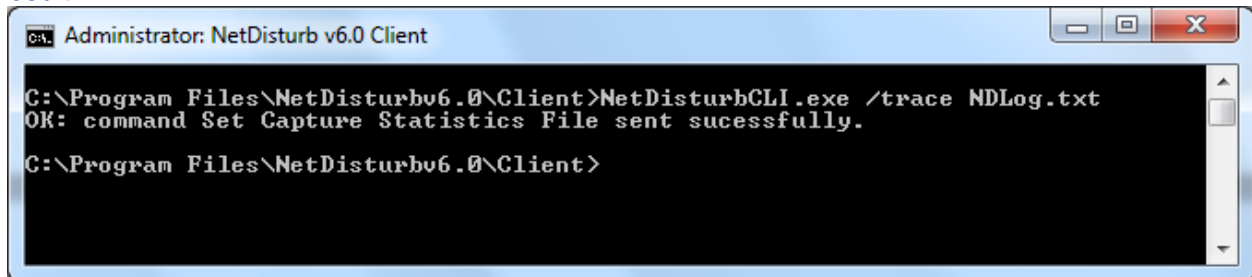 Administrator: NetDisturb v6.0 Client
C:\Program Files\NetDisturbv6.0\Client>NetDisturbCLI.exe /trace NDLog.txt
OK: command Set Capture Statistics File sent sucessfully.
C:\Program Files\NetDisturbv6.0\Client>